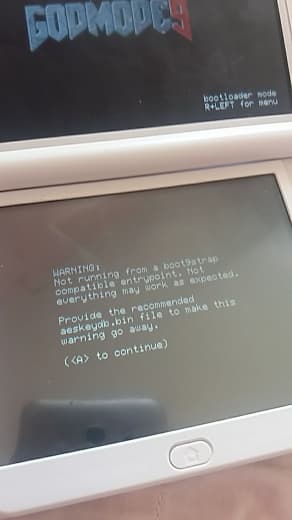 GODMODE9
bootloader mode
R+LEFT for menu
WARNING:
Not running from a boot9strap
compatible entrypoint. Not
everything may work as expected.
Provide the recommended
aeskeydb.bin file to make this
warning go away.
(<A> to continue)